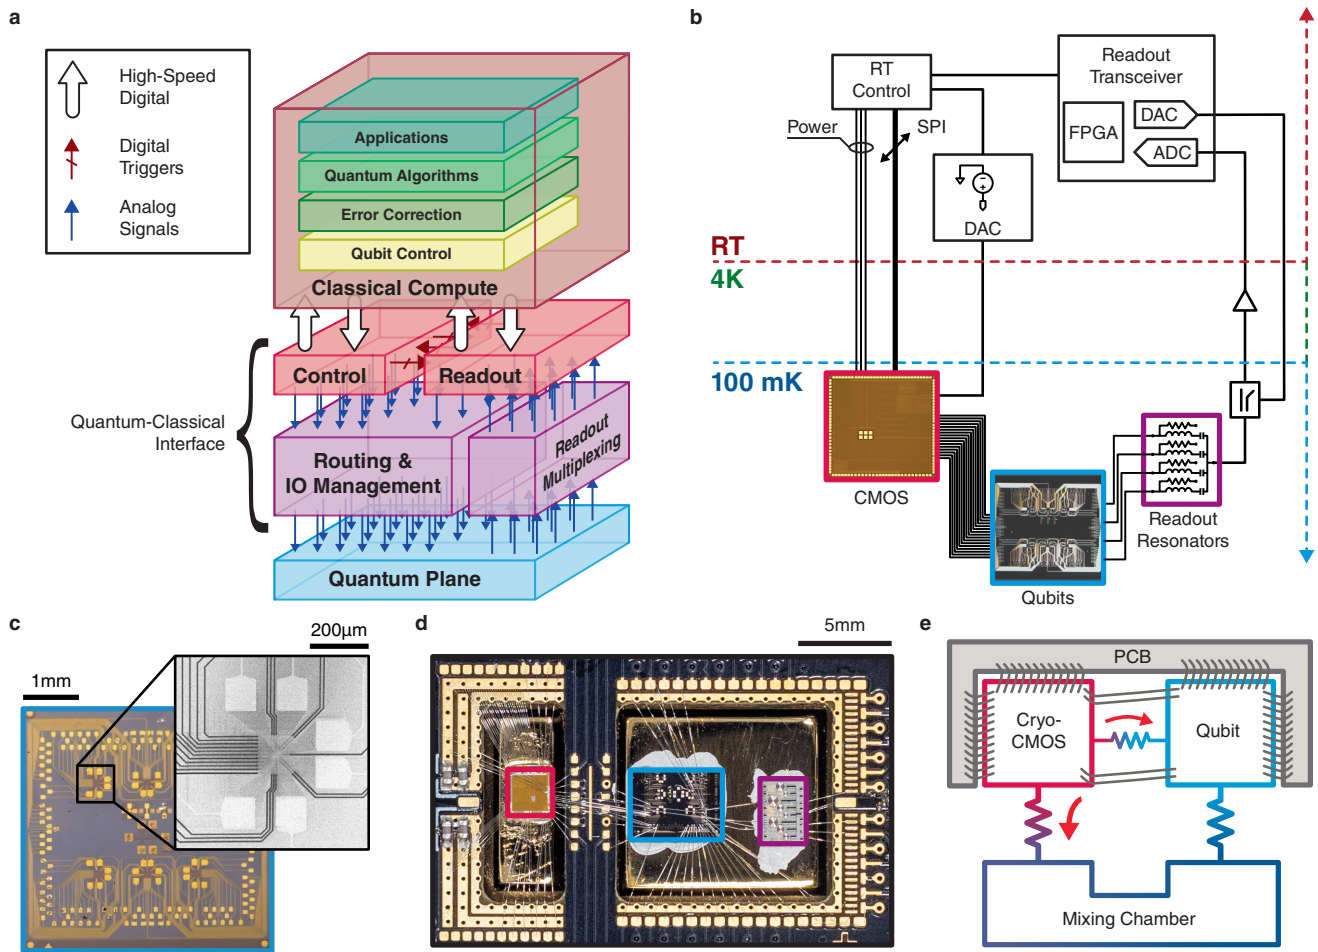 a
High-Speed
Digital
Digital
Triggers
Analog
Signals
Applications
Quantum Algorithms
Error Correction
Qubit Control
Classical Compute
Control
Readout
Quantum-Classical
Interface
Routing &
IO Management
Readout
Multiplexing
Quantum Plane
b
RT
Control
Readout
Transceiver
FPGA
DAC
ADC
Power
SPI
DAC
RT
4K
100 mK
CMOS
Qubits
Readout
Resonators
c
1mm
200µm
d
5mm
e
PCB
Cryo-
CMOS
Qubit
Mixing Chamber